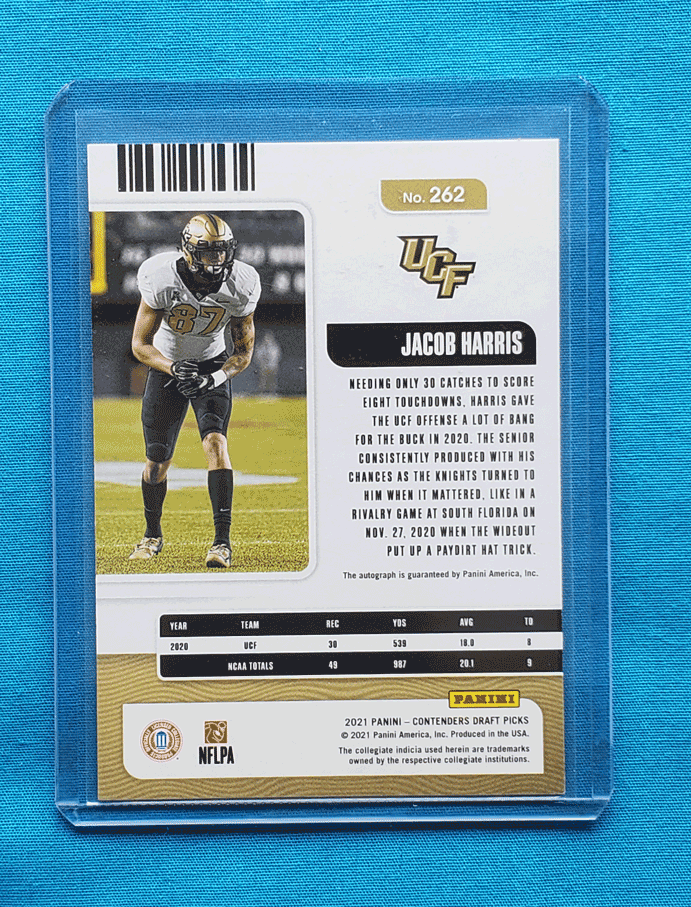 No. 262
UCF
87
JACOB HARRIS
NEEDING ONLY 30 CATCHES TO SCORE
EIGHT TOUCHDOWNS, HARRIS GAVE
THE UCF OFFENSE A LOT OF BANG
FOR THE BUCK IN 2020. THE SENIOR
CONSISTENTLY PRODUCED WITH HIS
CHANCES AS THE KNIGHTS TURNED TO
HIM WHEN IT MATTERED, LIKE IN A
RIVALRY GAME AT SOUTH FLORIDA ON
NOV. 27, 2020 WHEN THE WIDEOUT
PUT UP A PAYDIRT HAT TRICK.
The autograph is guaranteed by Panini America, Inc.
YEAR TEAM REC YDS AVG TD
2020 UCF 30 539 18.0 8
NCAA TOTALS 49 987 20.1 9
PANINI
2021 PANINI – CONTENDERS DRAFT PICKS
© 2021 Panini America, Inc. Produced in the USA.
The collegiate indicia used herein are trademarks
owned by the respective collegiate institutions.
NFLPA